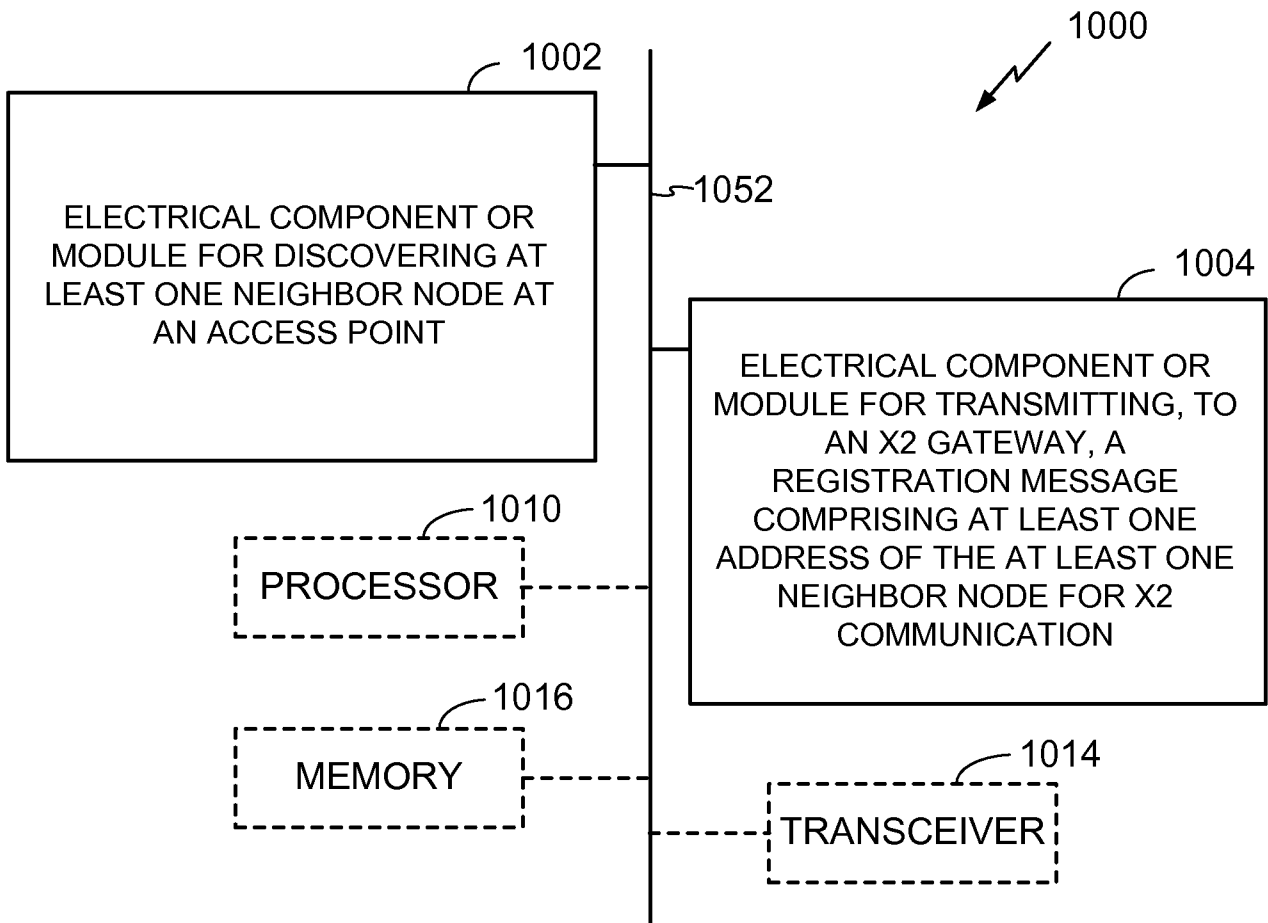 1000
1002
ELECTRICAL COMPONENT OR
MODULE FOR DISCOVERING AT
LEAST ONE NEIGHBOR NODE AT
AN ACCESS POINT
1052
1004
ELECTRICAL COMPONENT OR
MODULE FOR TRANSMITTING, TO
AN X2 GATEWAY, A
REGISTRATION MESSAGE
COMPRISING AT LEAST ONE
ADDRESS OF THE AT LEAST ONE
NEIGHBOR NODE FOR X2
COMMUNICATION
1010
PROCESSOR
1016
MEMORY
1014
TRANSCEIVER